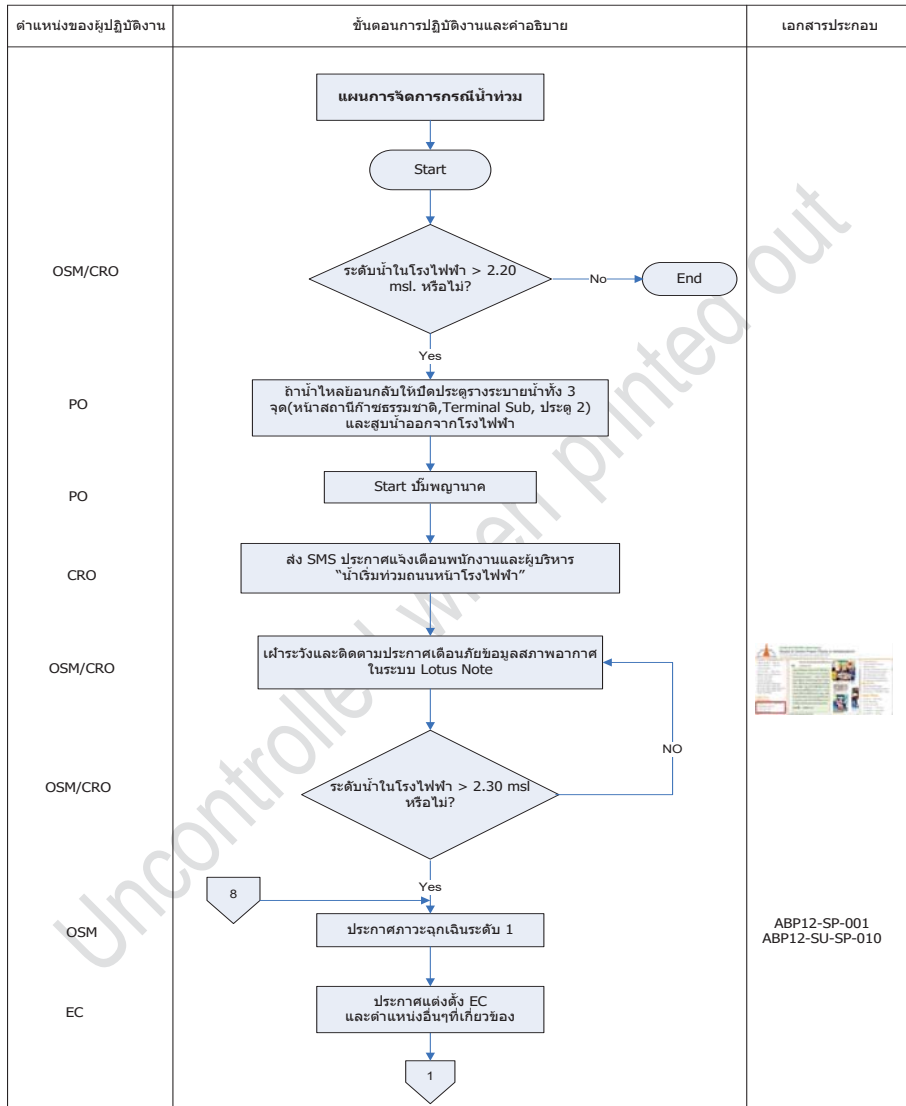 ตำแหน่งของผู้ปฏิบัติงาน
ขั้นตอนการปฏิบัติงานและคำอธิบาย
เอกสารประกอบ
แผนการจัดการกรณีน้ำท่วม
Start
OSM/CRO
ระดับน้ำในโรงไฟฟ้า > 2.20
msl. หรือไม่?
No
End
Yes
PO
ถ้าน้ำไหลย้อนกลับให้ปิดประตูรางระบายน้ำทั้ง 3
จุด(หน้าสถานีก๊าซธรรมชาติ,Terminal Sub, ประตู 2)
และสูบน้ำออกจากโรงไฟฟ้า
PO
Start ปั๊มพญานาค
CRO
ส่ง SMS ประกาศแจ้งเตือนพนักงานและผู้บริหาร
“น้ำเริ่มท่วมถนนหน้าโรงไฟฟ้า”
OSM/CRO
เฝ้าระวังและติดตามประกาศเตือนภัยข้อมูลสภาพอากาศ
ในระบบ Lotus Note
NO
OSM/CRO
ระดับน้ำในโรงไฟฟ้า > 2.30 msl
หรือไม่?
Yes
8
OSM
ประกาศภาวะฉุกเฉินระดับ 1
ABP12-SP-001
ABP12-SU-SP-010
EC
ประกาศแต่งตั้ง EC
และตำแหน่งอื่นๆที่เกี่ยวข้อง
1
Uncontrolled when printed out